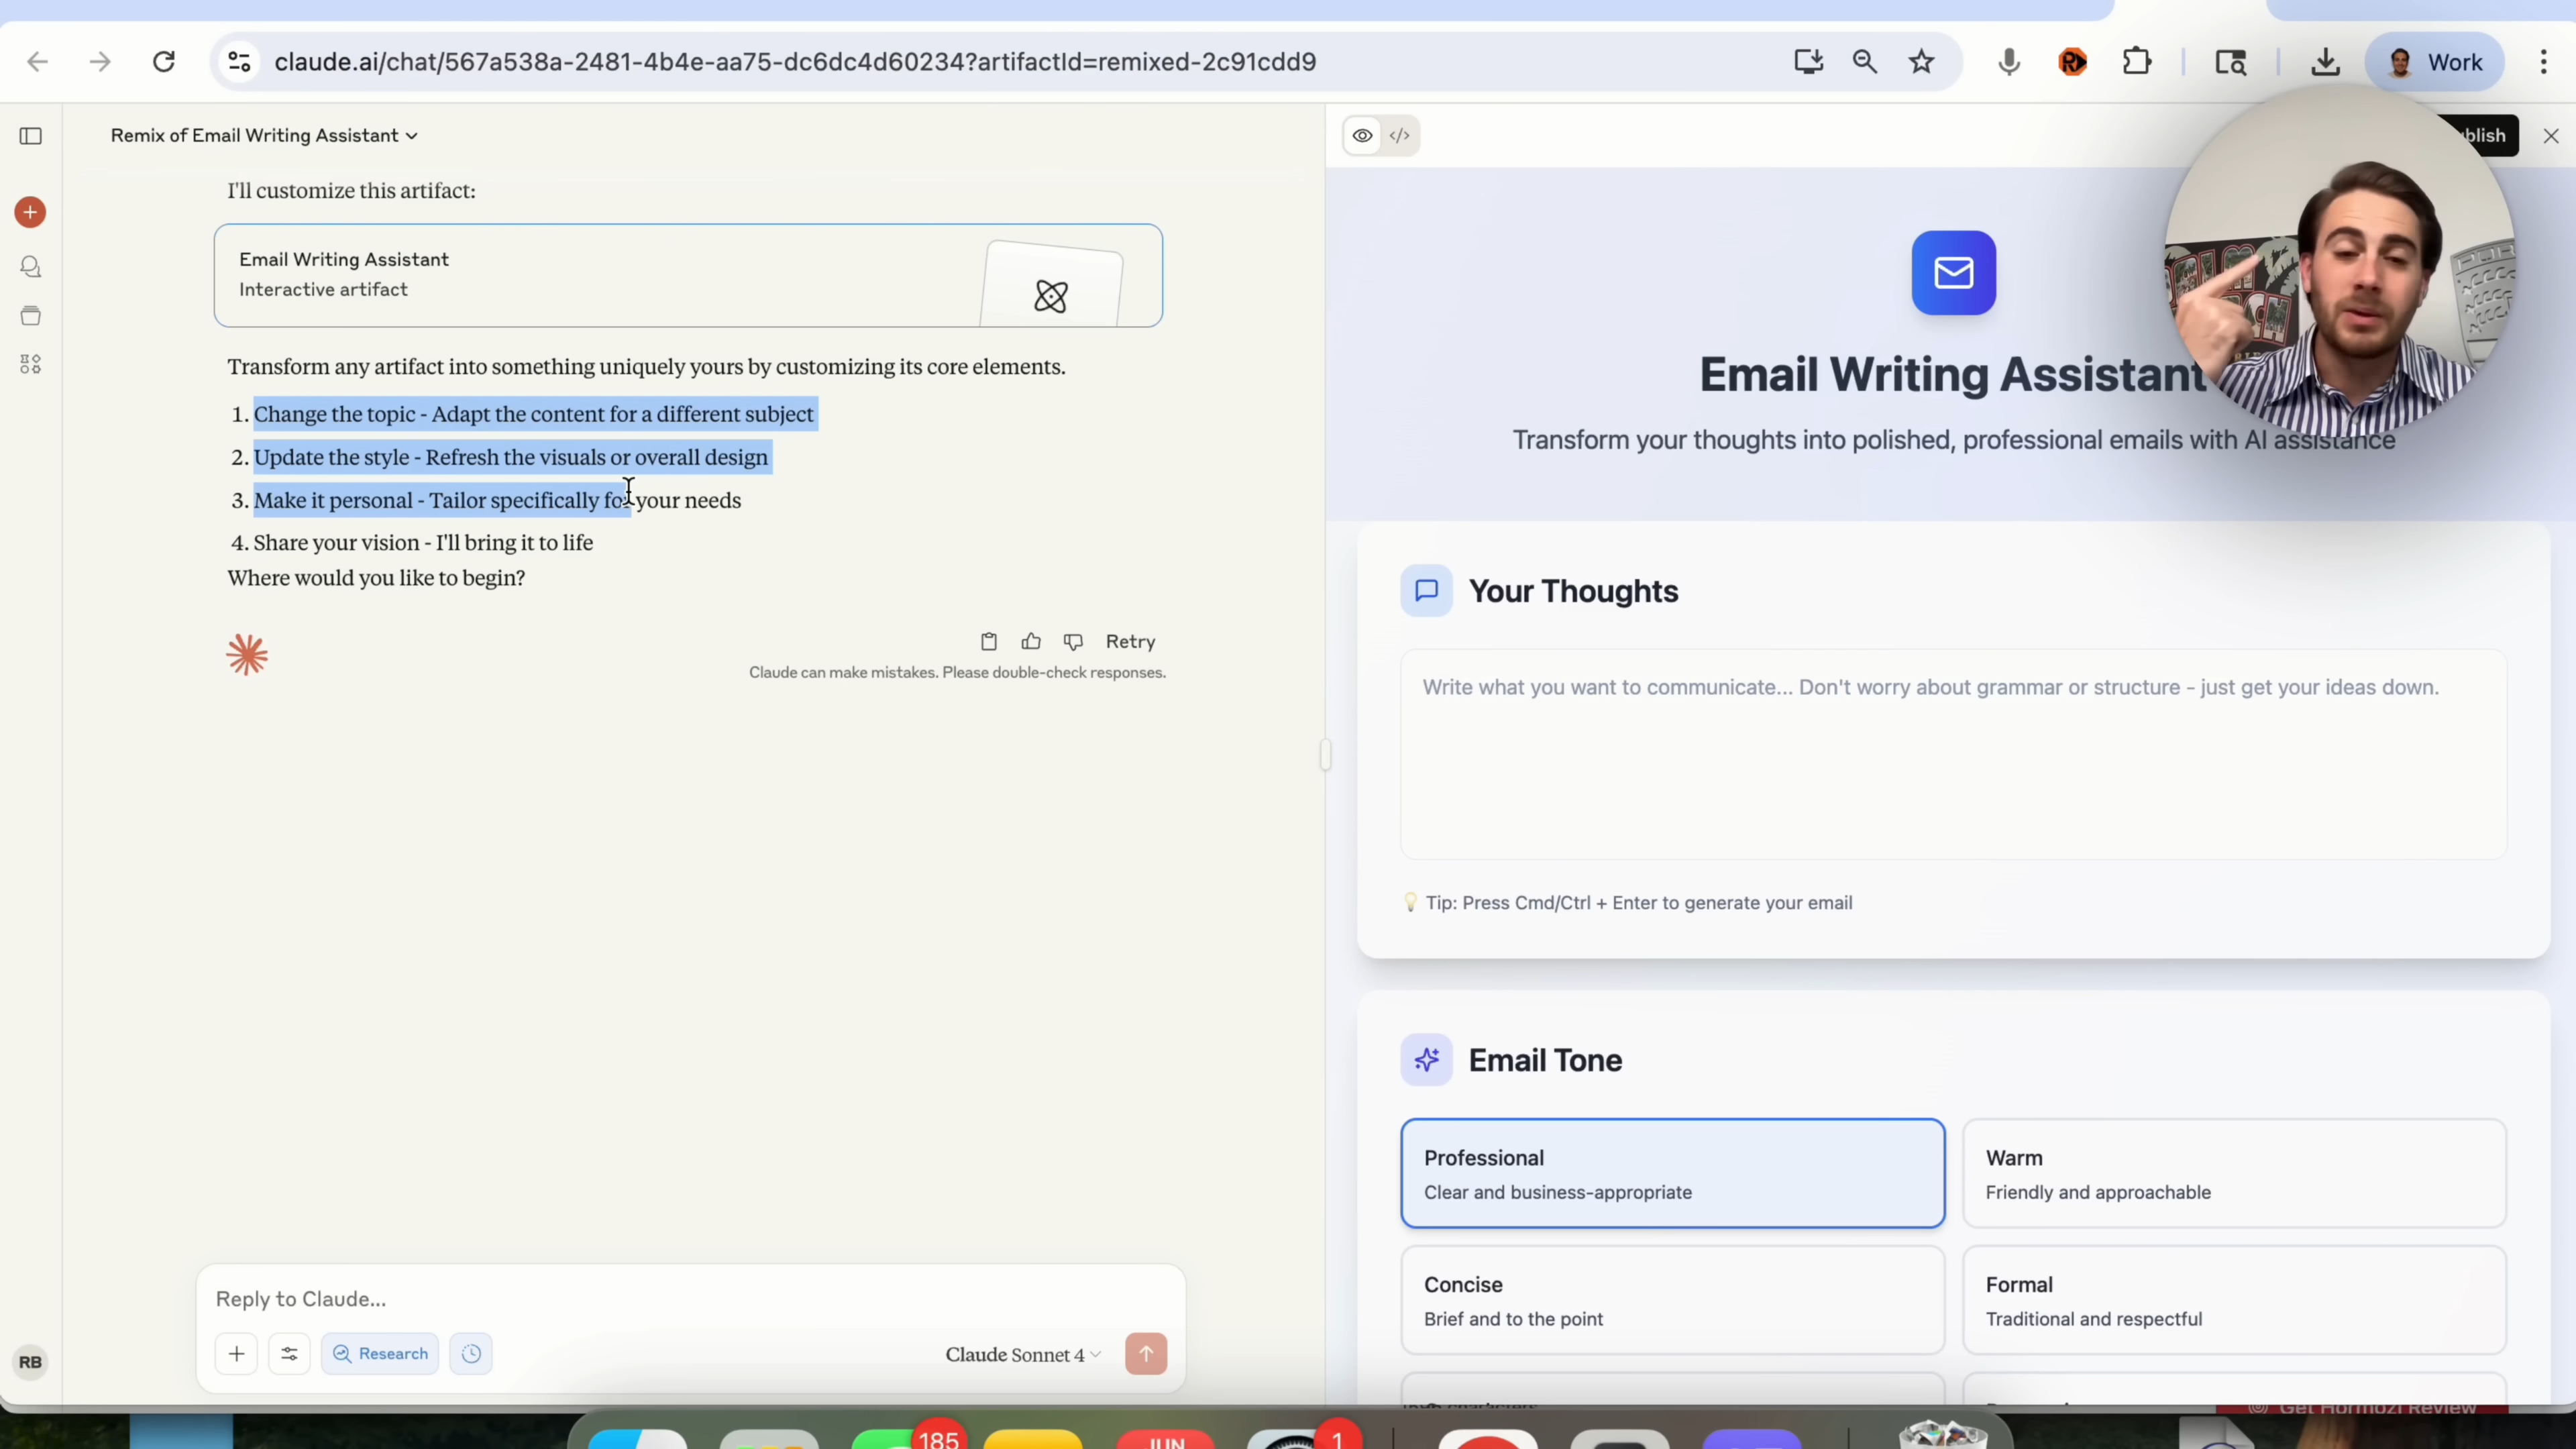 claude.ai/chat/567a538a-2481-4b4e-aa75-dc6dc4d60234?artifactId=remixed-2c91cdd9
Work
Remix of Email Writing Assistant
I'll customize this artifact:
Email Writing Assistant
Interactive artifact
Transform any artifact into something uniquely yours by customizing its core elements.
1. Change the topic - Adapt the content for a different subject
2. Update the style - Refresh the visuals or overall design
3. Make it personal - Tailor specifically for your needs
4. Share your vision - I'll bring it to life
Where would you like to begin?
Retry
Claude can make mistakes. Please double-check responses.
Reply to Claude...
Research
Claude Sonnet 4
RB
blish
Email Writing Assistant
Transform your thoughts into polished, professional emails with AI assistance
Your Thoughts
Write what you want to communicate... Don't worry about grammar or structure - just get your ideas down.
Tip: Press Cmd/Ctrl + Enter to generate your email
Email Tone
Professional
Clear and business-appropriate
Warm
Friendly and approachable
Concise
Brief and to the point
Formal
Traditional and respectful
Get Hormozi Review
185
JUN
1